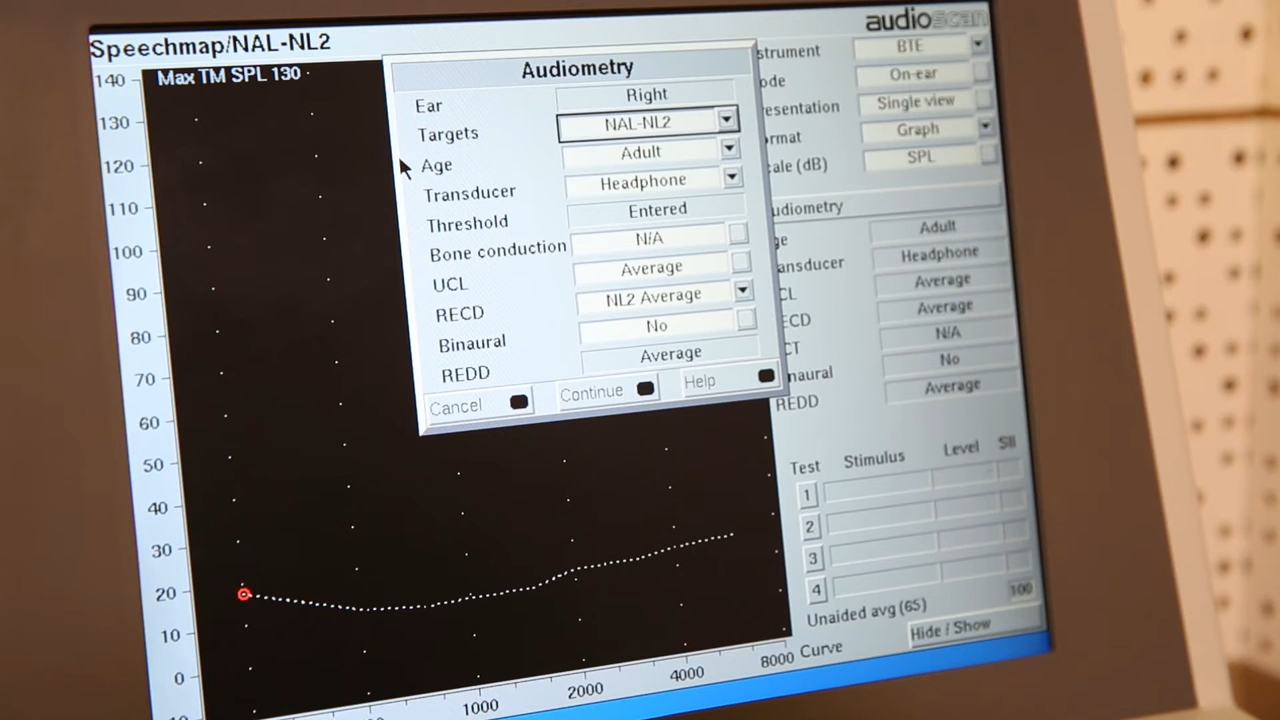 audioscan
Speechmap/NAL-NL2
140
130
120
110
100
90
80
70
60
50
40
30
20
10
0
Max TM SPL 130
1000
2000
4000
8000
Audiometry
Ear Right
Targets NAL-NL2
Age Adult
Transducer Headphone
Threshold Entered
Bone conduction N/A
UCL Average
RECD NL2 Average
Binaural No
REDD Average
Cancel Continue Help
strument BTE
ode On-ear
esentation Single view
rmat Graph
ale (dB) SPL
udiometry
ge Adult
ansducer Headphone
CL Average
ECD Average
CT N/A
naural No
REDD Average
Test Stimulus Level SII
1
2
3
4
Unaided avg (65) 100
Curve Hide / Show